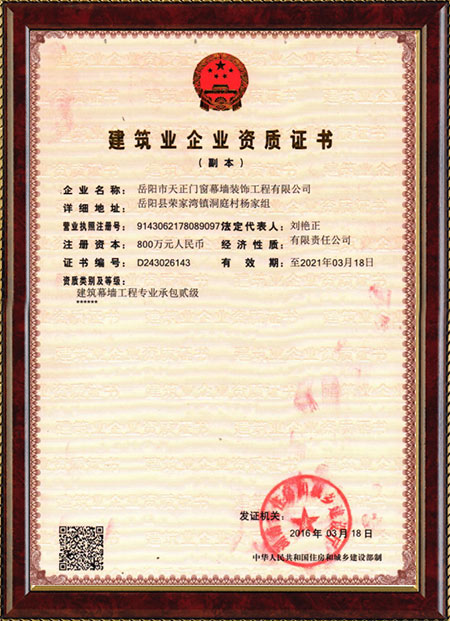 建筑业企业资质证书
(副本)
企业名称: 岳阳市天正门窗幕墙装饰工程有限公司
详细地址: 岳阳县荣家湾镇洞庭村杨家组
营业执照注册号: 9143062178089097 法定代表人: 刘艳正
注册资本: 800万元人民币 经济性质: 有限责任公司
证书编号: D243026143 有效期: 至2021年03月18日
资质类别及等级:
建筑幕墙工程专业承包贰级
******
发证机关:
2016年03月18日
中华人民共和国住房和城乡建设部制